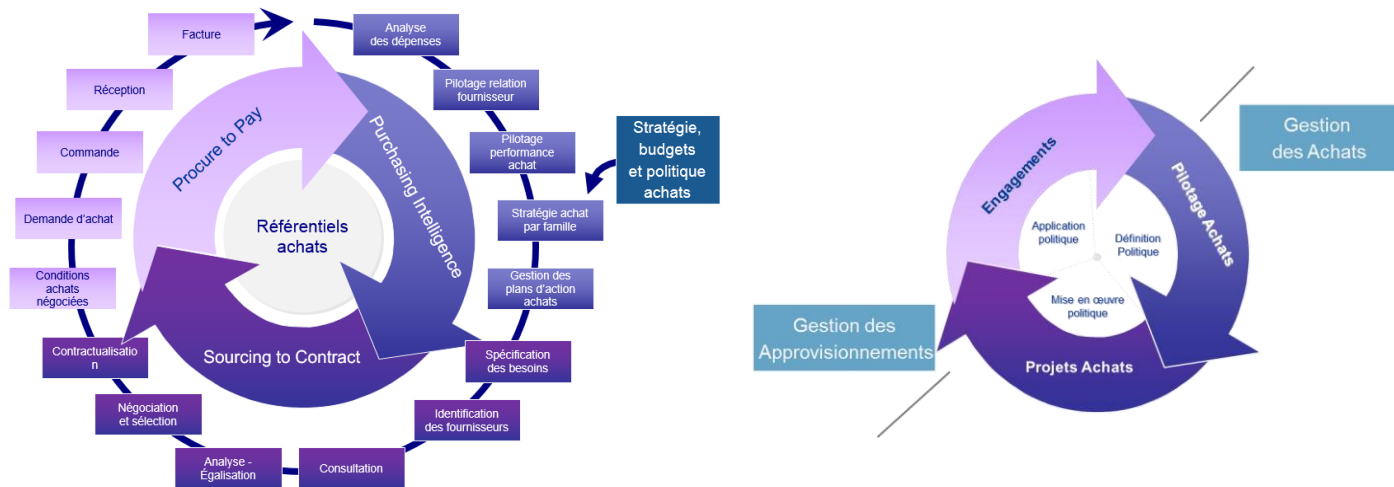 Facture
Analyse
des dépenses
Réception
Pilotage relation
fournisseur
Commande
Pilotage
performance
achat
Stratégie,
budgets
et politique
achats
Demande d'achat
Stratégie achat
par famille
Conditions
achats
négociées
Gestion des
plans d'action
achats
Contractualisatio
n
Spécification
des besoins
Négociation
et sélection
Identification
des fournisseurs
Analyse -
Égalisation
Consultation
Procure to Pay
Purchasing Intelligence
Sourcing to Contract
Référentiels
achats
Gestion
des Achats
Engagements
Pilotage Achats
Application
politique
Définition
Politique
Mise en œuvre
politique
Projets Achats
Gestion des
Approvisionnements